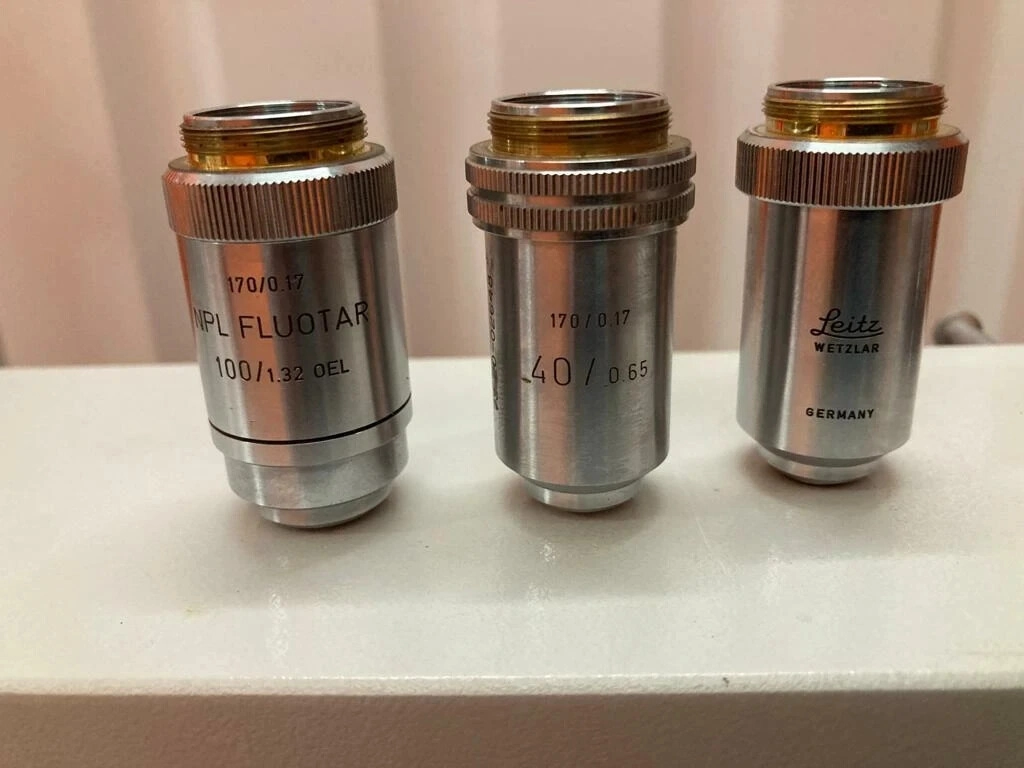 170/0.17
NPL FLUOTAR
100/1.32 OEL
170/0.17
40/0.65
Leitz
WETZLAR
GERMANY